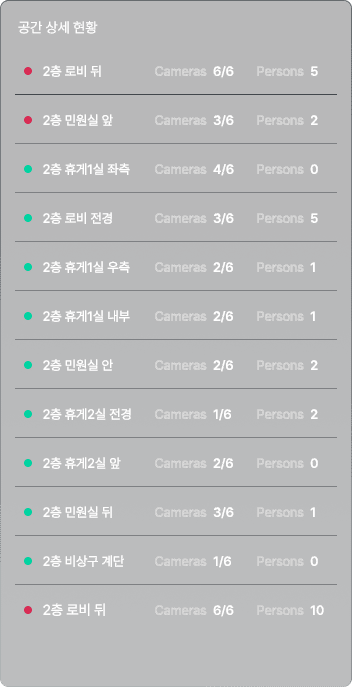 공간 상세 현황
2층 로비 뒤 Cameras 6/6 Persons 5
2층 민원실 앞 Cameras 3/6 Persons 2
2층 휴게1실 좌측 Cameras 4/6 Persons 0
2층 로비 전경 Cameras 3/6 Persons 5
2층 휴게1실 우측 Cameras 2/6 Persons 1
2층 휴게1실 내부 Cameras 2/6 Persons 1
2층 민원실 안 Cameras 2/6 Persons 2
2층 휴게2실 전경 Cameras 1/6 Persons 2
2층 휴게2실 앞 Cameras 2/6 Persons 0
2층 민원실 뒤 Cameras 3/6 Persons 1
2층 비상구 계단 Cameras 1/6 Persons 0
2층 로비 뒤 Cameras 6/6 Persons 10